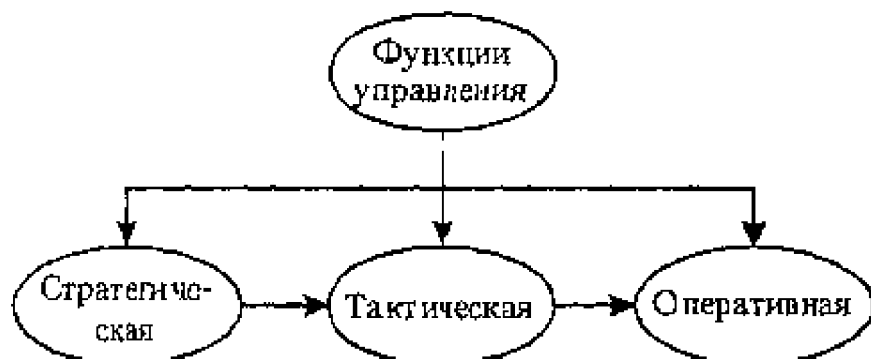 Функции
управления
Стратегиче-
ская
Тактическая
Оперативная